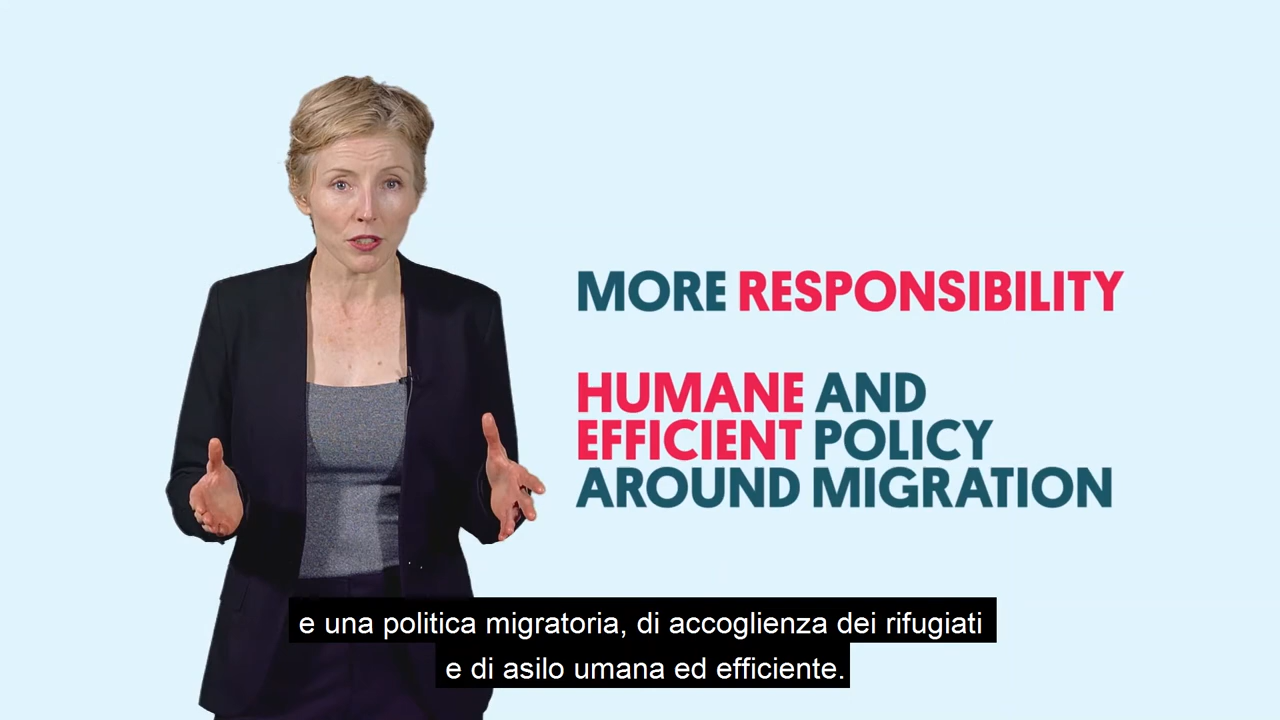 MORE RESPONSIBILITY
HUMANE AND
EFFICIENT POLICY
AROUND MIGRATION
e una politica migratoria, di accoglienza dei rifugiati
e di asilo umana ed efficiente.